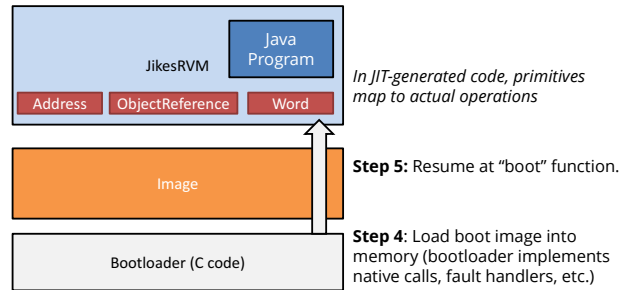 Java
Program
JikesRVM
Address
ObjectReference
Word
In JIT-generated code, primitives
map to actual operations
Image
Step 5: Resume at “boot” function.
Bootloader (C code)
Step 4: Load boot image into
memory (bootloader implements
native calls, fault handlers, etc.)